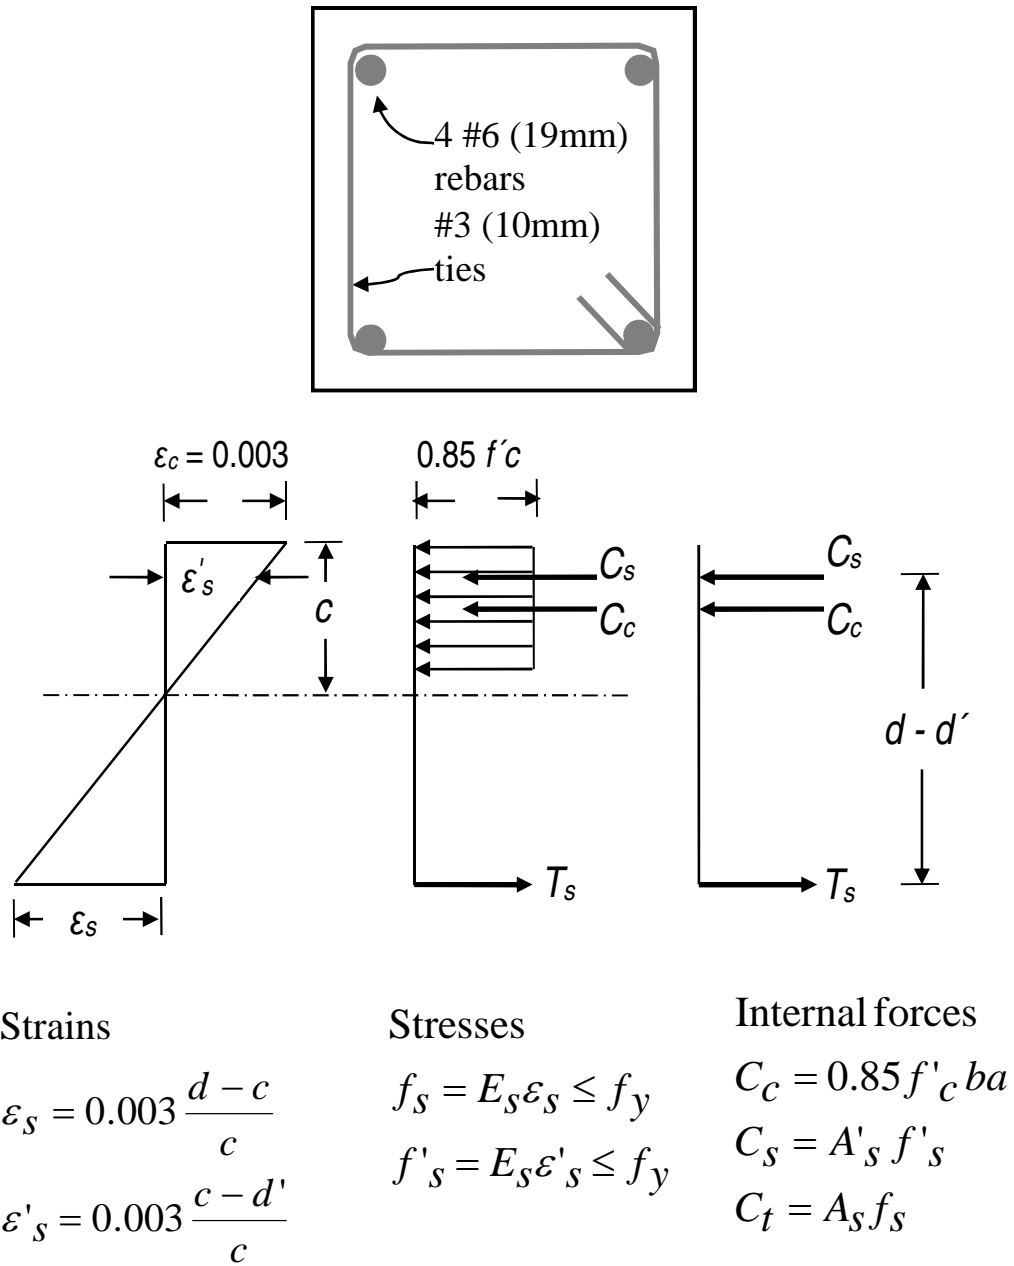 4 #6 (19mm)
rebars
#3 (10mm)
ties
εc = 0.003
0.85 f´c
ε's
c
Cs
Cc
Cs
Cc
d - d´
εs
Ts
Ts
Strains
εs = 0.003 (d − c)/c
ε's = 0.003 (c − d')/c
Stresses
fs = Esεs ≤ fy
f's = Esε's ≤ fy
Internal forces
Cc = 0.85f'c ba
Cs = A's f's
Ct = Asfs